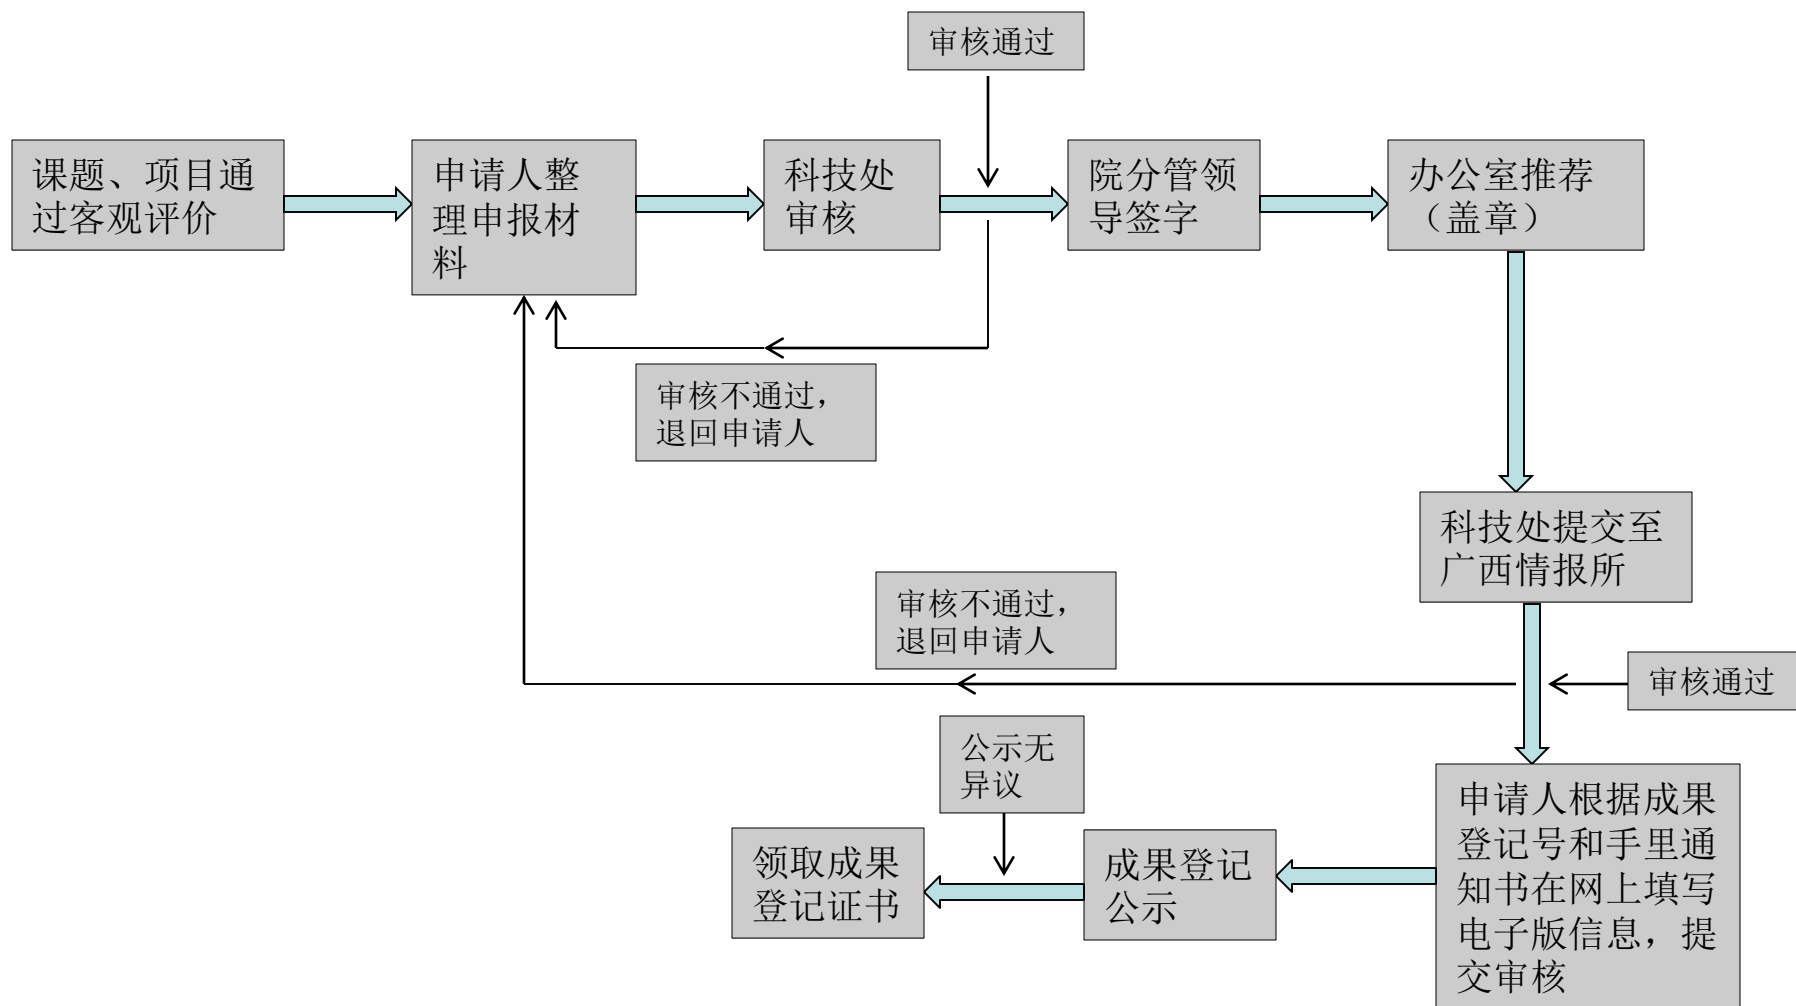 审核通过
课题、项目通
过客观评价
申请人整
理申报材
料
科技处
审核
院分管领
导签字
办公室推荐
（盖章）
审核不通过，
退回申请人
科技处提交至
广西情报所
审核不通过，
退回申请人
审核通过
公示无
异议
领取成果
登记证书
成果登记
公示
申请人根据成果
登记号和手里通
知书在网上填写
电子版信息，提
交审核